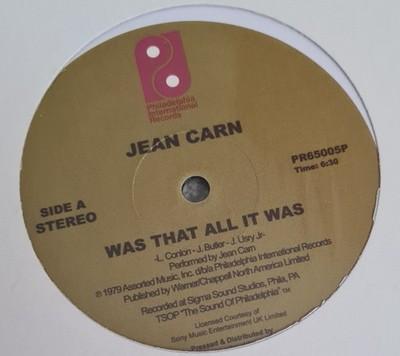 Philadelphia
International
Records
JEAN CARN
PR65005P
Time: 6:30
SIDE A
STEREO
WAS THAT ALL IT WAS
-L. Conlon - J. Butler - J. Usry Jr-
Performed by Jean Carn
℗ 1979 Assorted Music, Inc. d/b/a Philadelphia International Records
Published by Warner/Chappell North America Limited
Recorded at Sigma Sound Studios, Phila, PA
TSOP "The Sound Of Philadelphia" ™
Licensed Courtesy of
Sony Music Entertainment UK Limited
Pressed & Distributed by